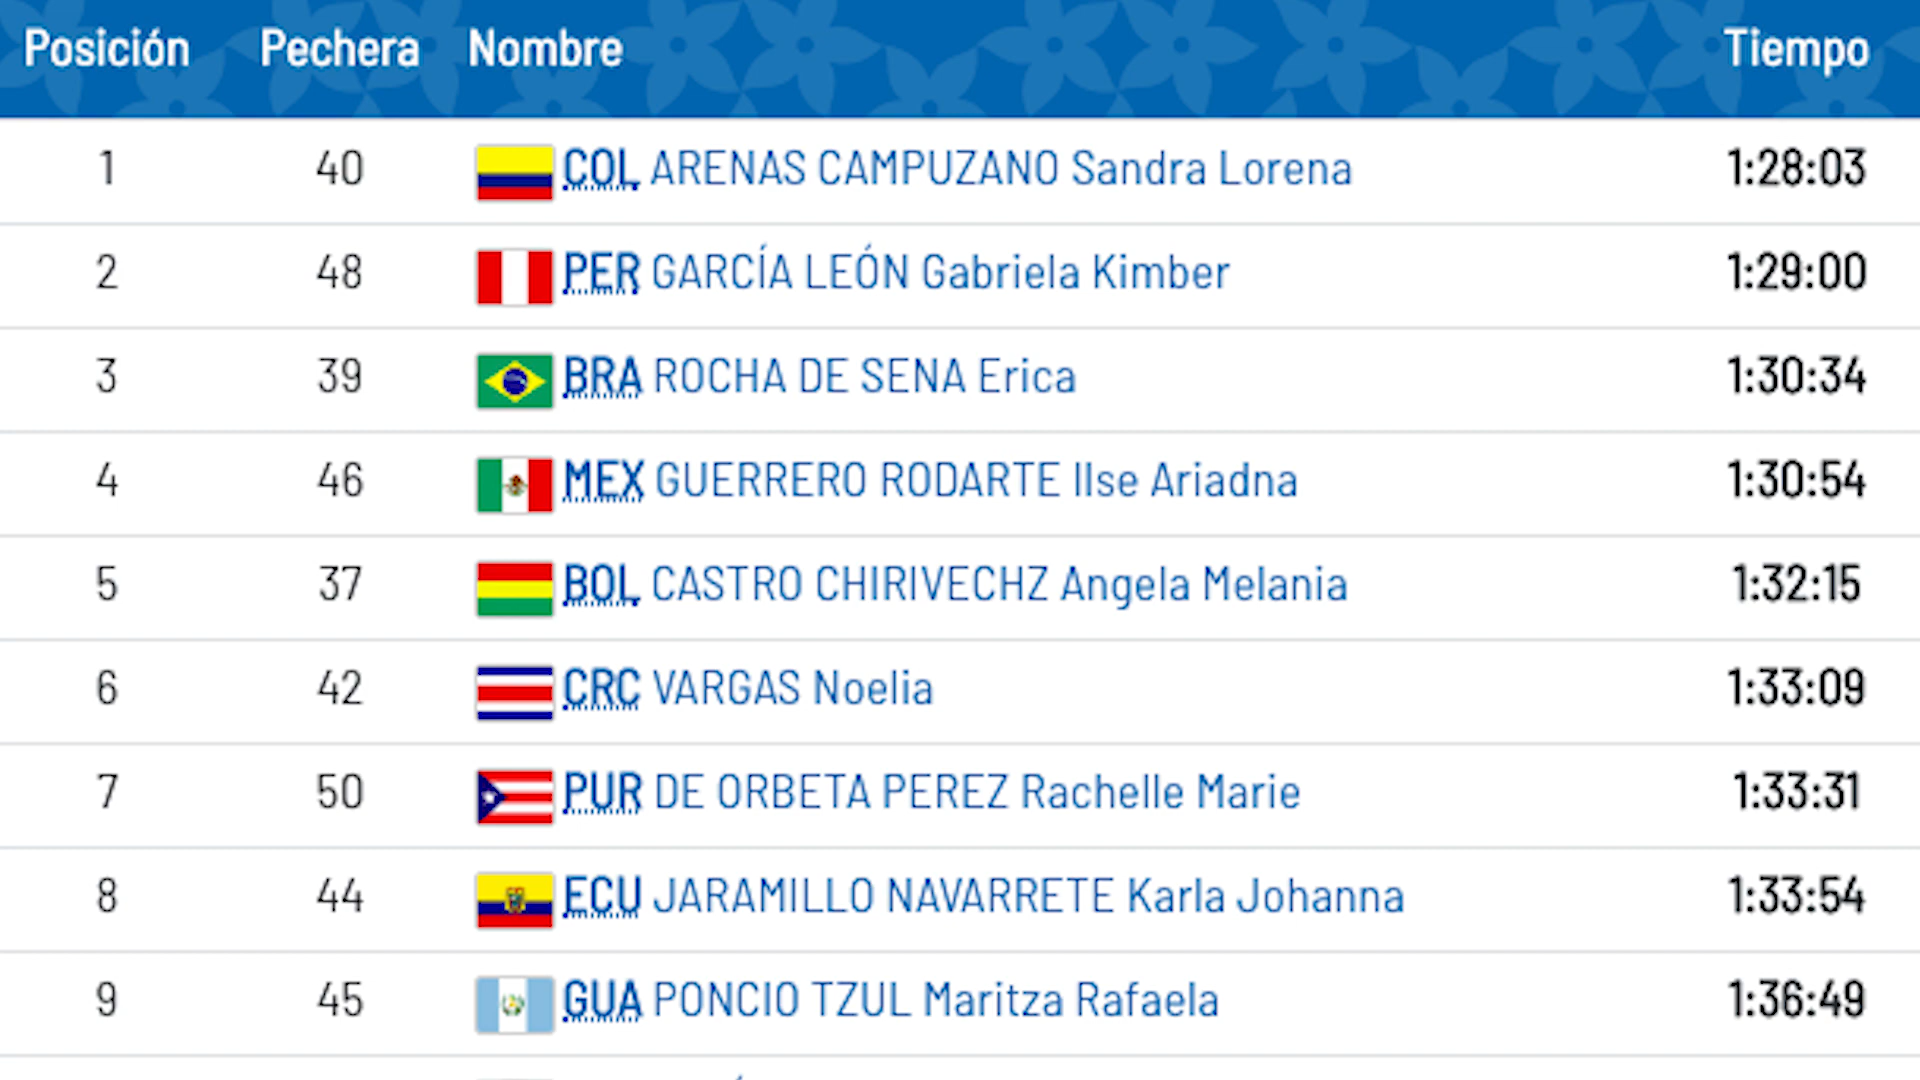 Posición Pechera Nombre Tiempo
1 40 COL ARENAS CAMPUZANO Sandra Lorena 1:28:03
2 48 PER GARCÍA LEÓN Gabriela Kimber 1:29:00
3 39 BRA ROCHA DE SENA Erica 1:30:34
4 46 MEX GUERRERO RODARTE Ilse Ariadna 1:30:54
5 37 BOL CASTRO CHIRIVECHZ Angela Melania 1:32:15
6 42 CRC VARGAS Noelia 1:33:09
7 50 PUR DE ORBETA PEREZ Rachelle Marie 1:33:31
8 44 ECU JARAMILLO NAVARRETE Karla Johanna 1:33:54
9 45 GUA PONCIO TZUL Maritza Rafaela 1:36:49